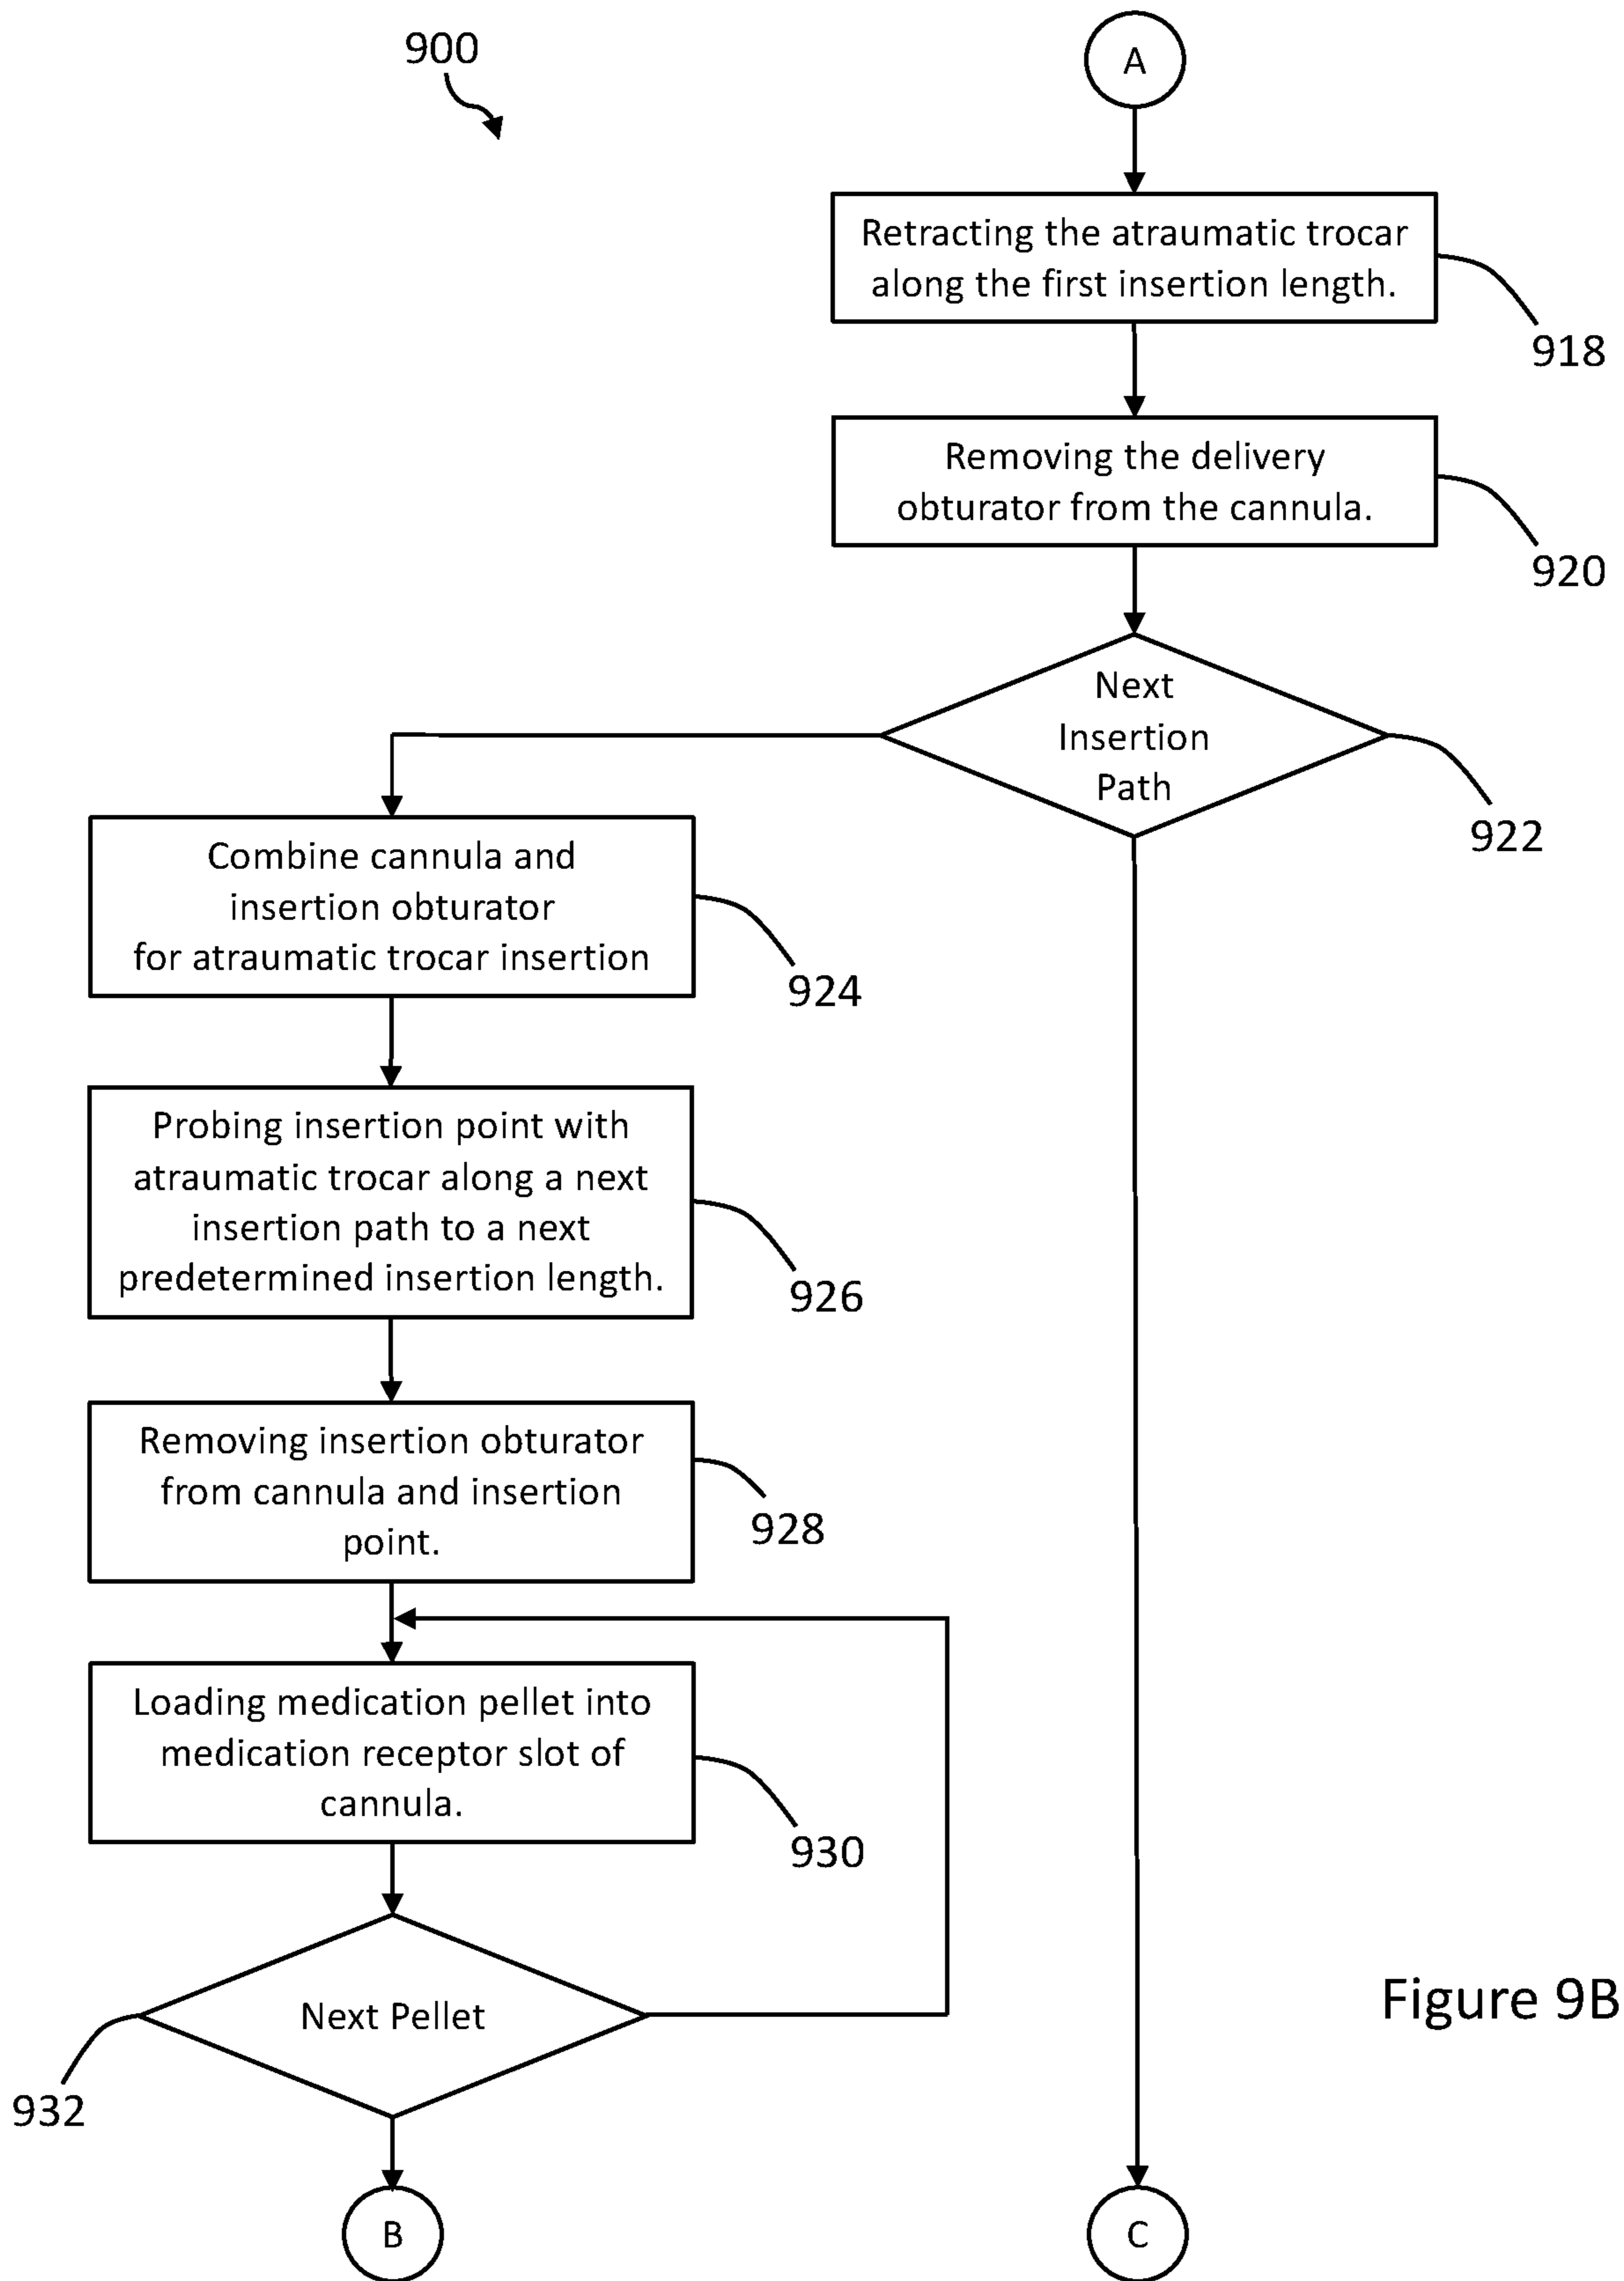 900
A
Retracting the atraumatic trocar
along the first insertion length.
918
Removing the delivery
obturator from the cannula.
920
Next
Insertion
Path
922
Combine cannula and
insertion obturator
for atraumatic trocar insertion
924
Probing insertion point with
atraumatic trocar along a next
insertion path to a next
predetermined insertion length.
926
Removing insertion obturator
from cannula and insertion
point.
928
Loading medication pellet into
medication receptor slot of
cannula.
930
Next Pellet
932
B
C
Figure 9B